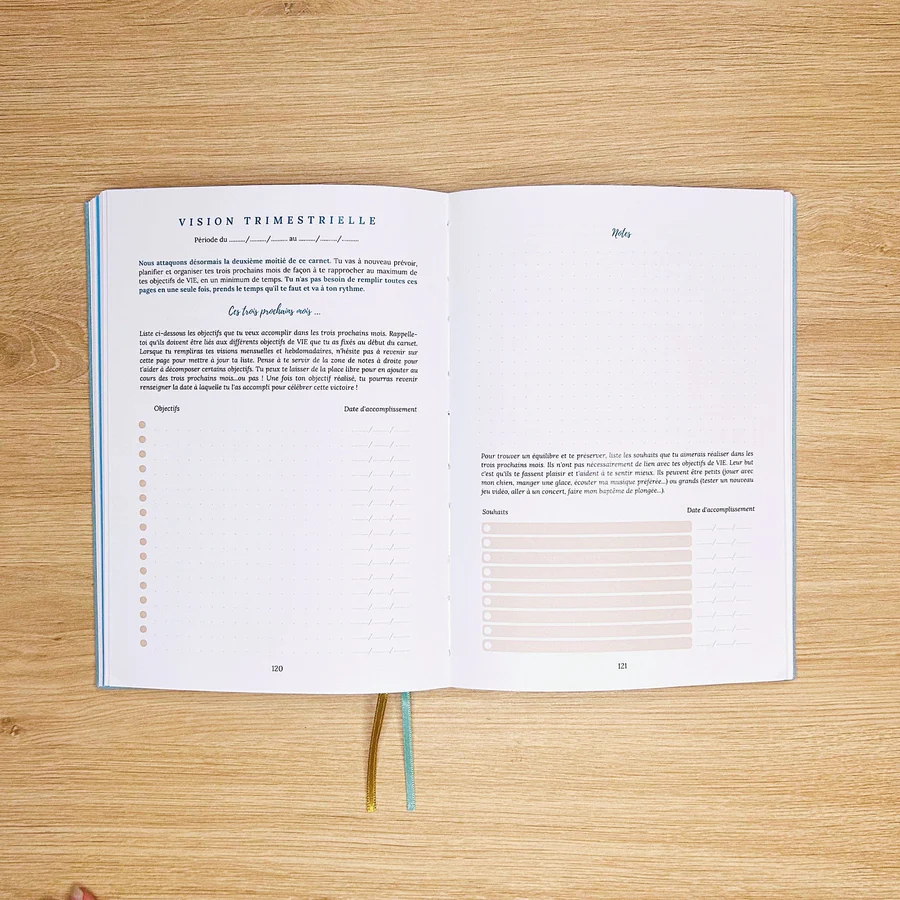 VISION TRIMESTRIELLE
Période du ......../......../........ au ......../......../........
Nous attaquons désormais la deuxième moitié de ce carnet. Tu vas à nouveau prévoir,
planifier et organiser tes trois prochains mois de façon à te rapprocher au maximum de
tes objectifs de VIE, en un minimum de temps. Tu n'as pas besoin de remplir toutes ces
pages en une seule fois, prends le temps qu'il te faut et va à ton rythme.
Ces trois prochains mois ...
Liste ci-dessous les objectifs que tu veux accomplir dans les trois prochains mois. Rappelle-
toi qu'ils doivent être liés aux différents objectifs de VIE que tu as fixés au début du carnet.
Lorsque tu rempliras tes visions mensuelles et hebdomadaires, n'hésite pas à revenir sur
cette page pour mettre à jour ta liste. Pense à te servir de la zone de notes à droite pour
t'aider à décomposer certains objectifs. Tu peux te laisser de la place libre pour en ajouter au
cours des trois prochains mois...ou pas ! Une fois ton objectif réalisé, tu pourras revenir
renseigner la date à laquelle tu l'as accompli pour célébrer cette victoire !
Objectifs Date d'accomplissement
120
Notes
Pour trouver un équilibre et te préserver, liste les souhaits que tu aimerais réaliser dans les
trois prochains mois. Ils n'ont pas nécessairement de lien avec tes objectifs de VIE. Leur but
c'est qu'ils te fassent plaisir et t'aident à te sentir mieux. Ils peuvent être petits (jouer avec
mon chien, manger une glace, écouter ma musique préférée...) ou grands (tester un nouveau
jeu vidéo, aller à un concert, faire mon baptême de plongée...).
Souhaits Date d'accomplissement
121